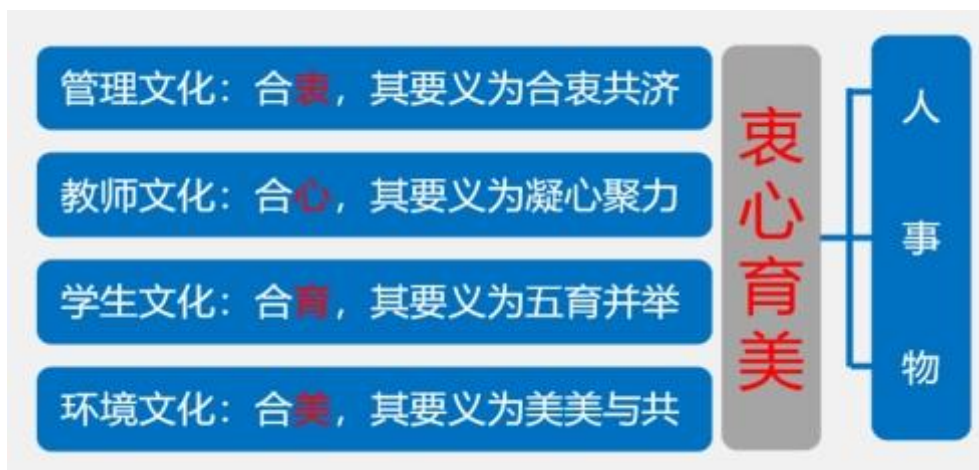 管理文化：合衷，其要义为合衷共济
教师文化：合心，其要义为凝心聚力
学生文化：合育，其要义为五育并举
环境文化：合美，其要义为美美与共
衷心育美
人
事
物